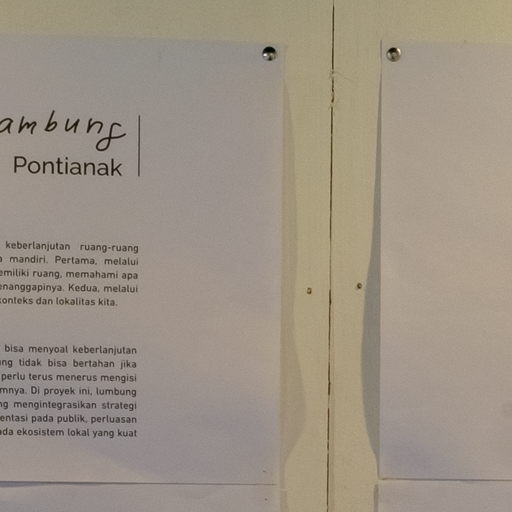 ambung
Pontianak
keberlanjutan ruang-ruang
mandiri. Pertama, melalui
emiliki ruang, memahami apa
enanggapinya. Kedua, melalui
konteks dan lokalitas kita.
bisa menyoal keberlanjutan
ng tidak bisa bertahan jika
perlu terus menerus mengisi
mnya. Di proyek ini, lumbung
ng mengintegrasikan strategi
entasi pada publik, perluasan
da ekosistem lokal yang kuat